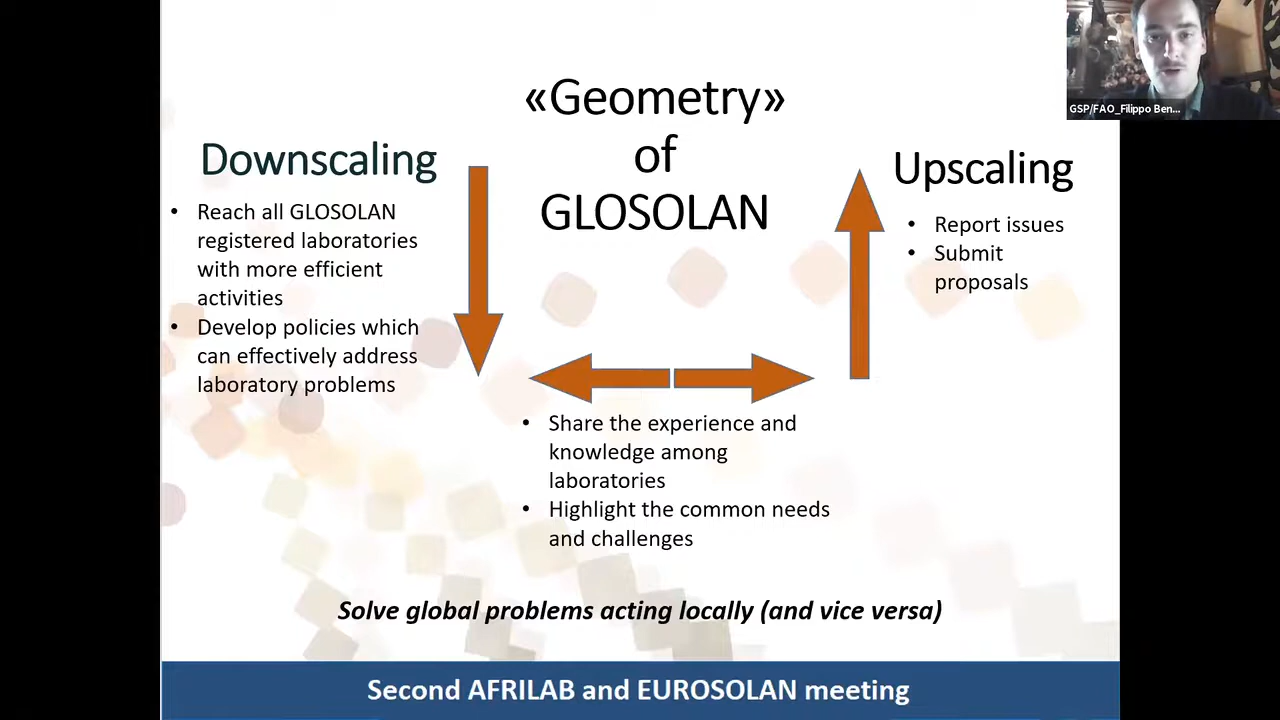 «Geometry»
of
GLOSOLAN
Downscaling
• Reach all GLOSOLAN
registered laboratories
with more efficient
activities
• Develop policies which
can effectively address
laboratory problems
Upscaling
• Report issues
• Submit
proposals
• Share the experience and
knowledge among
laboratories
• Highlight the common needs
and challenges
Solve global problems acting locally (and vice versa)
Second AFRILAB and EUROSOLAN meeting
GSP/FAO_Filippo Ben...